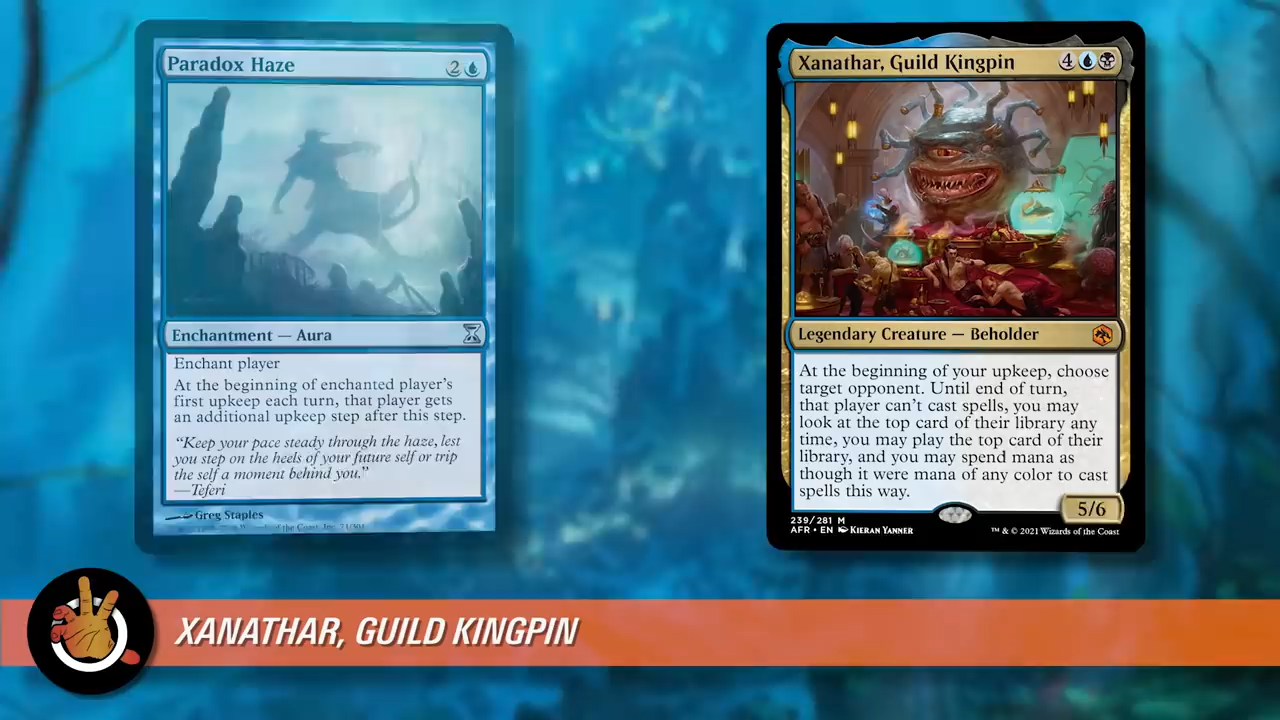 Paradox Haze 2
Enchantment — Aura
Enchant player
At the beginning of enchanted player's
first upkeep each turn, that player gets
an additional upkeep step after this step.
“Keep your pace steady through the haze, lest
you step on the heels of your future self or trip
the self a moment behind you.”
—Teferi
Greg Staples
Xanathar, Guild Kingpin 4
Legendary Creature — Beholder
At the beginning of your upkeep, choose
target opponent. Until end of turn,
that player can't cast spells, you may
look at the top card of their library any
time, you may play the top card of their
library, and you may spend mana as
though it were mana of any color to cast
spells this way.
5/6
239/281 M
AFR • EN KIERAN YANNER
™ & © 2021 Wizards of the Coast
XANATHAR, GUILD KINGPIN